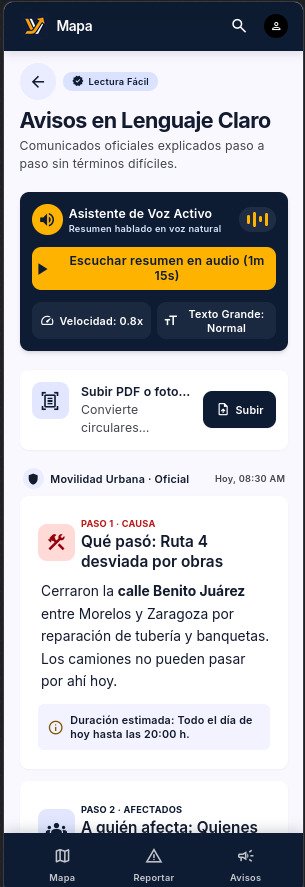 Mapa
Lectura Fácil
Avisos en Lenguaje Claro
Comunicados oficiales explicados paso a
paso sin términos difíciles.
Asistente de Voz Activo
Resumen hablado en voz natural
Escuchar resumen en audio (1m
15s)
Velocidad: 0.8x
Texto Grande:
Normal
Subir PDF o foto...
Convierte
circulares...
Subir
Movilidad Urbana · Oficial
Hoy, 08:30 AM
PASO 1 · CAUSA
Qué pasó: Ruta 4
desviada por obras
Cerraron la calle Benito Juárez
entre Morelos y Zaragoza por
reparación de tubería y banquetas.
Los camiones no pueden pasar
por ahí hoy.
Duración estimada: Todo el día de
hoy hasta las 20:00 h.
PASO 2 · AFECTADOS
A quién afecta: Quienes
Mapa
Reportar
Avisos